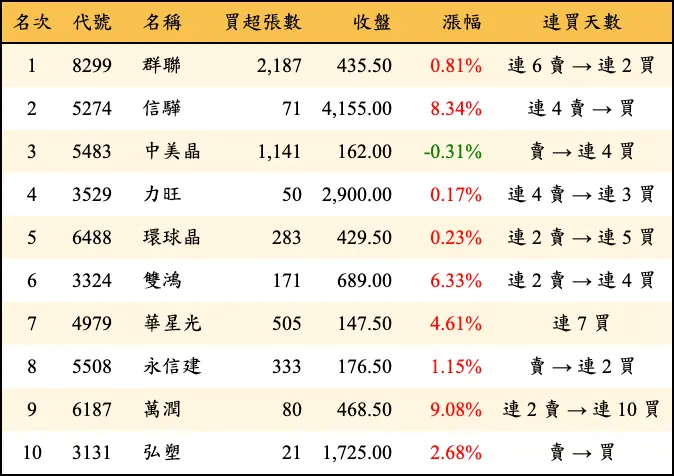 名次 代號 名稱 買超張數 收盤 漲幅 連買天數
1 8299 群聯 2,187 435.50 0.81% 連 6 賣 → 連 2 買
2 5274 信驊 71 4,155.00 8.34% 連 4 賣 → 買
3 5483 中美晶 1,141 162.00 -0.31% 賣 → 連 4 買
4 3529 力旺 50 2,900.00 0.17% 連 4 賣 → 連 3 買
5 6488 環球晶 283 429.50 0.23% 連 2 賣 → 連 5 買
6 3324 雙鴻 171 689.00 6.33% 連 2 賣 → 連 4 買
7 4979 華星光 505 147.50 4.61% 連 7 買
8 5508 永信建 333 176.50 1.15% 賣 → 連 2 買
9 6187 萬潤 80 468.50 9.08% 連 2 賣 → 連 10 買
10 3131 弘塑 21 1,725.00 2.68% 賣 → 買